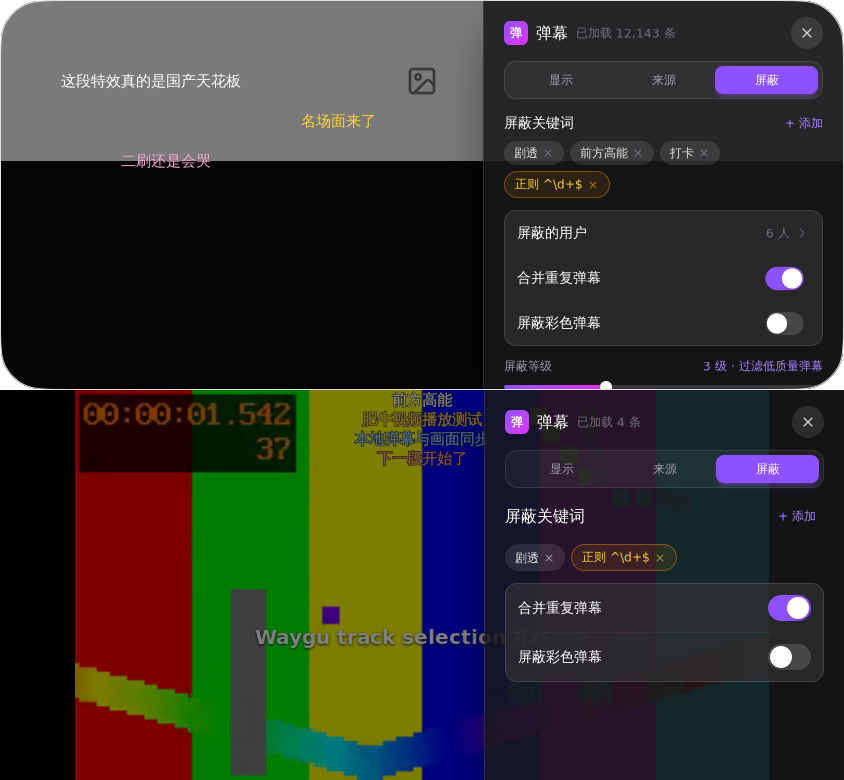 弹 弹幕 已加载 12,143 条
显示 来源 屏蔽
这段特效真的是国产天花板
名场面来了
二刷还是会哭
屏蔽关键词 + 添加
剧透 × 前方高能 × 打卡 ×
正则 ^\d+$ ×
屏蔽的用户 6 人
合并重复弹幕
屏蔽彩色弹幕
屏蔽等级 3 级 · 过滤低质量弹幕
00:00:01.542
37
前方高能
肥牛视频播放测试
本地弹幕与画面同步
下一段开始了
Waygu track selection fixture
弹 弹幕 已加载 4 条
显示 来源 屏蔽
屏蔽关键词 + 添加
剧透 × 正则 ^\d+$ ×
合并重复弹幕
屏蔽彩色弹幕